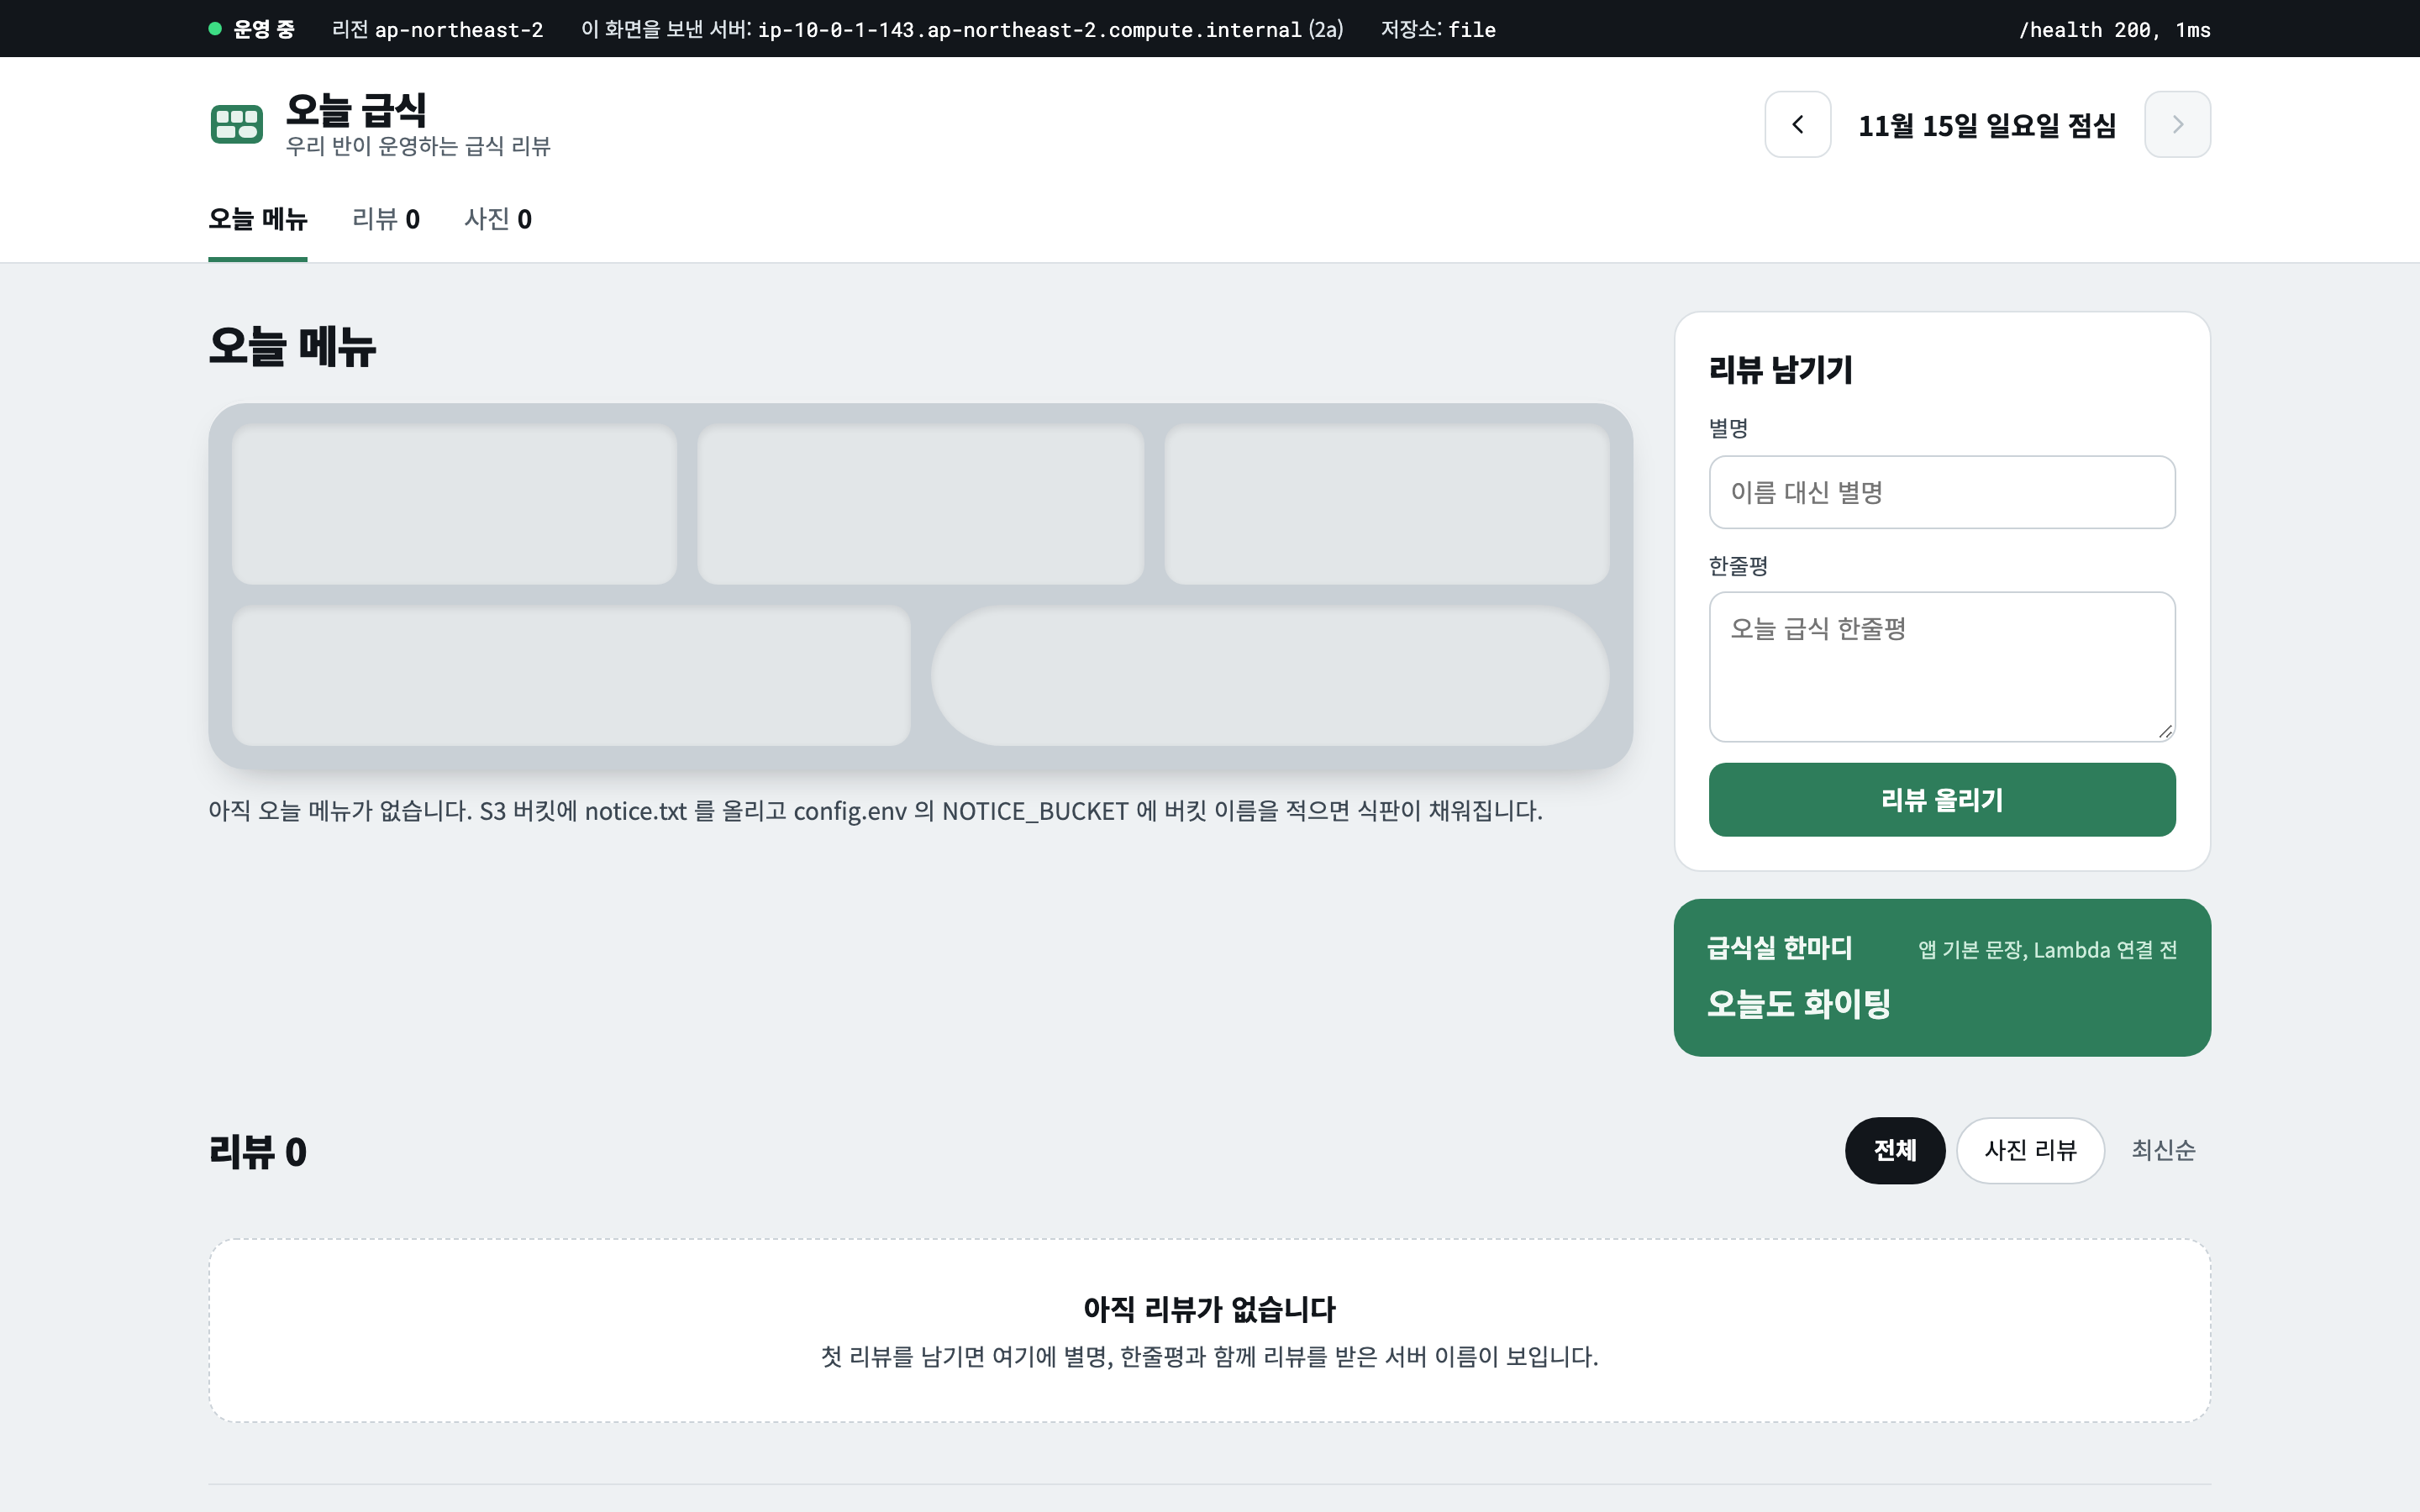 운영 중 리전 ap-northeast-2 이 화면을 보낸 서버: ip-10-0-1-143.ap-northeast-2.compute.internal (2a) 저장소: file /health 200, 1ms
오늘 급식
우리 반이 운영하는 급식 리뷰
11월 15일 일요일 점심
오늘 메뉴 리뷰 0 사진 0
오늘 메뉴
아직 오늘 메뉴가 없습니다. S3 버킷에 notice.txt 를 올리고 config.env 의 NOTICE_BUCKET 에 버킷 이름을 적으면 식판이 채워집니다.
리뷰 남기기
별명
이름 대신 별명
한줄평
오늘 급식 한줄평
리뷰 올리기
급식실 한마디 앱 기본 문장, Lambda 연결 전
오늘도 화이팅
리뷰 0
전체 사진 리뷰 최신순
아직 리뷰가 없습니다
첫 리뷰를 남기면 여기에 별명, 한줄평과 함께 리뷰를 받은 서버 이름이 보입니다.